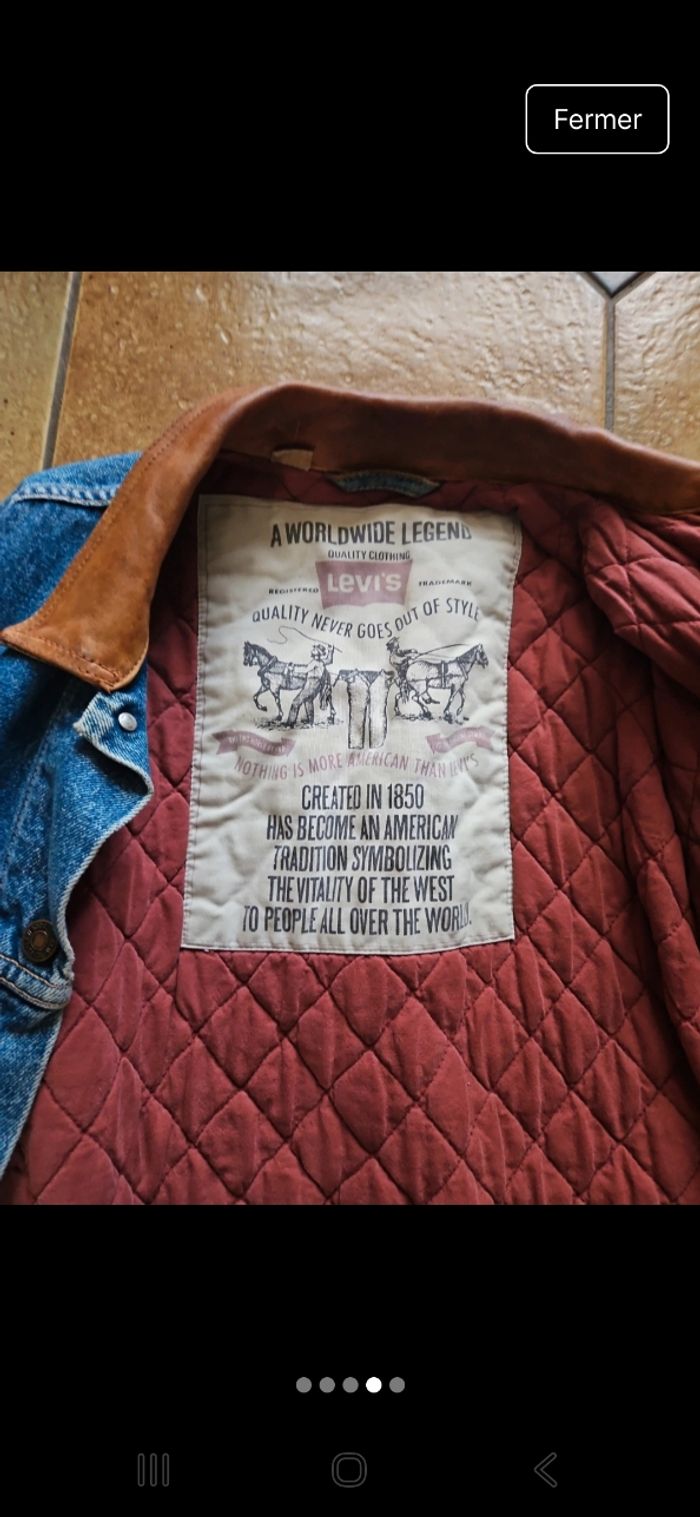 Fermer
A WORLDWIDE LEGEND
QUALITY CLOTHING
LEVI'S
REGISTERED TRADEMARK
QUALITY NEVER GOES OUT OF STYLE
NOTHING IS MORE AMERICAN THAN LEVI'S
CREATED IN 1850
HAS BECOME AN AMERICAN
TRADITION SYMBOLIZING
THE VITALITY OF THE WEST
TO PEOPLE ALL OVER THE WORLD.